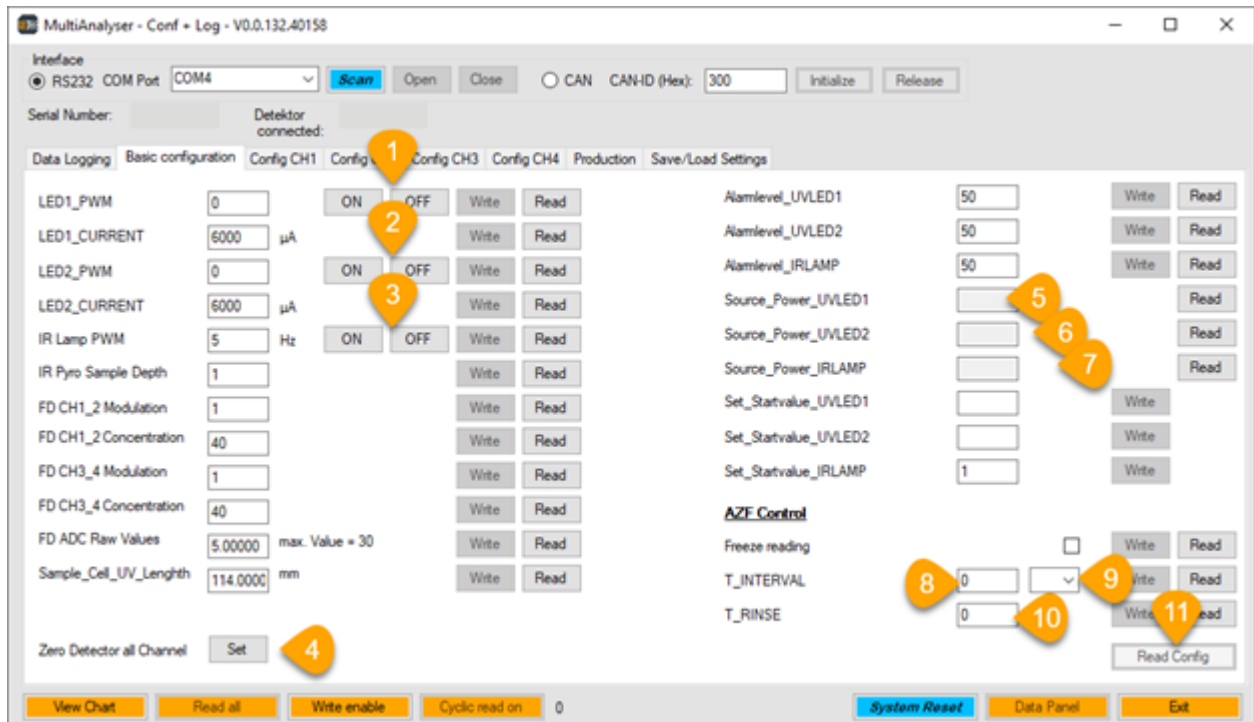 MultiAnalyser - Conf + Log - V0.0.132.40158
Interface
RS232 COM Port COM4 Scan Open Close CAN CAN-ID (Hex): 300 Initialize Release
Serial Number: Detektor connected:
Data Logging Basic configuration Config CH1 Config Config CH3 Config CH4 Production Save/Load Settings
1
LED1_PWM 0 ON OFF Write Read
2
LED1_CURRENT 6000 µA Write Read
LED2_PWM 0 ON OFF Write Read
3
LED2_CURRENT 6000 µA Write Read
IR Lamp PWM 5 Hz ON OFF Write Read
IR Pyro Sample Depth 1 Write Read
FD CH1_2 Modulation 1 Write Read
FD CH1_2 Concentration 40 Write Read
FD CH3_4 Modulation 1 Write Read
FD CH3_4 Concentration 40 Write Read
FD ADC Raw Values 5.00000 max. Value = 30 Write Read
Sample_Cell_UV_Lenghth 114.0000 mm Write Read
Zero Detector all Channel Set 4
Alarmlevel_UVLED1 50 Write Read
Alarmlevel_UVLED2 50 Write Read
Alarmlevel_IRLAMP 50 Write Read
Source_Power_UVLED1 5 Read
Source_Power_UVLED2 6 Read
Source_Power_IRLAMP 7 Read
Set_Startvalue_UVLED1 Write
Set_Startvalue_UVLED2 Write
Set_Startvalue_IRLAMP 1 Write
AZF Control
Freeze reading Write Read
T_INTERVAL 8 0 9 Write Read
T_RINSE 0 10 Write 11 Read
Read Config
View Chart Read all Write enable Cyclic read on 0 System Reset Data Panel Exit